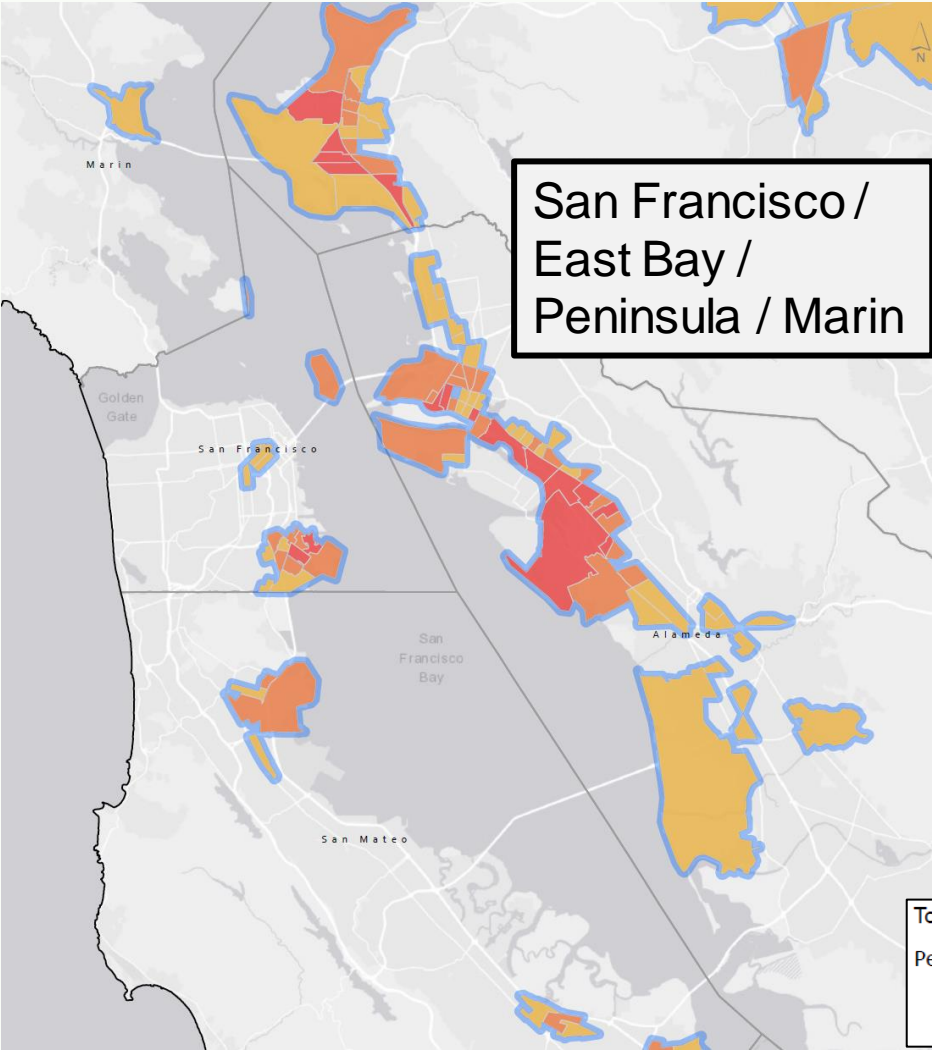 N
Marin
San Francisco /
East Bay /
Peninsula / Marin
Golden
Gate
San Francisco
Alameda
San
Francisco
Bay
San Mateo